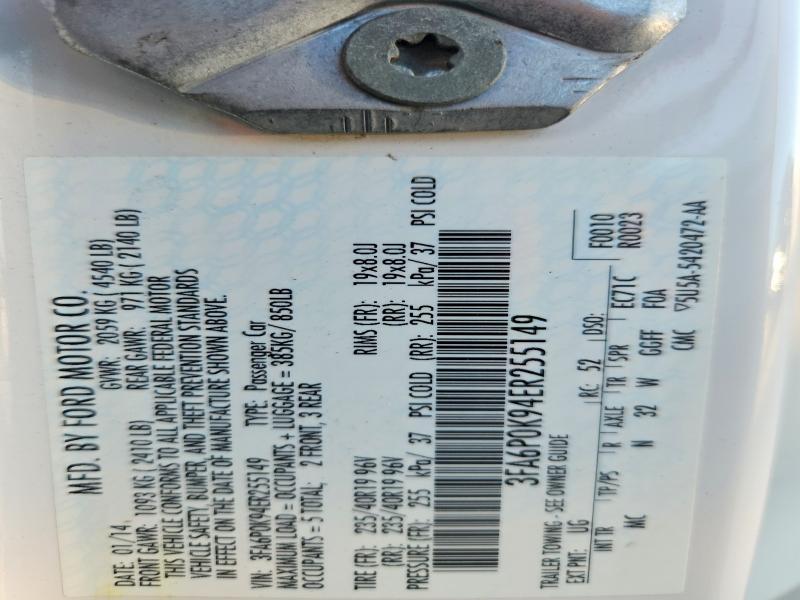 MFD. BY FORD MOTOR CO.
DATE: 01/14, GVWR: 2059 KG ( 4540 LB)
FRONT GAWR: 1093 KG ( 2410 LB) REAR GAWR: 971 KG ( 2140 LB)
THIS VEHICLE CONFORMS TO ALL APPLICABLE FEDERAL MOTOR
VEHICLE SAFETY, BUMPER, AND THEFT PREVENTION STANDARDS
IN EFFECT ON THE DATE OF MANUFACTURE SHOWN ABOVE.
VIN: 3FA6P0K94ER255149 TYPE: Passenger Car
MAXIMUM LOAD = OCCUPANTS + LUGGAGE = 385KG/ 850LB
OCCUPANTS = 5 TOTAL; 2 FRONT, 3 REAR
TIRE (FR): 235/40R19 96V RIMS (FR): 19x8.0J
(RR): 235/40R19 96V (RR): 19x8.0J
PRESSURE (FR): 255 kPa/ 37 PSI COLD (RD): 255 kPa/ 37 PSI COLD
3FA6P0K94ER255149
TRAILER TOWING - SEE OWNER GUIDE F0010
EXT PNT: UG RC: 52 DSO: R0023
INT TR TP/PS R AXLE TR SPR EC71C
MC N 32 W GGFF F0A
CMC ▽5U5A-5420472-AA